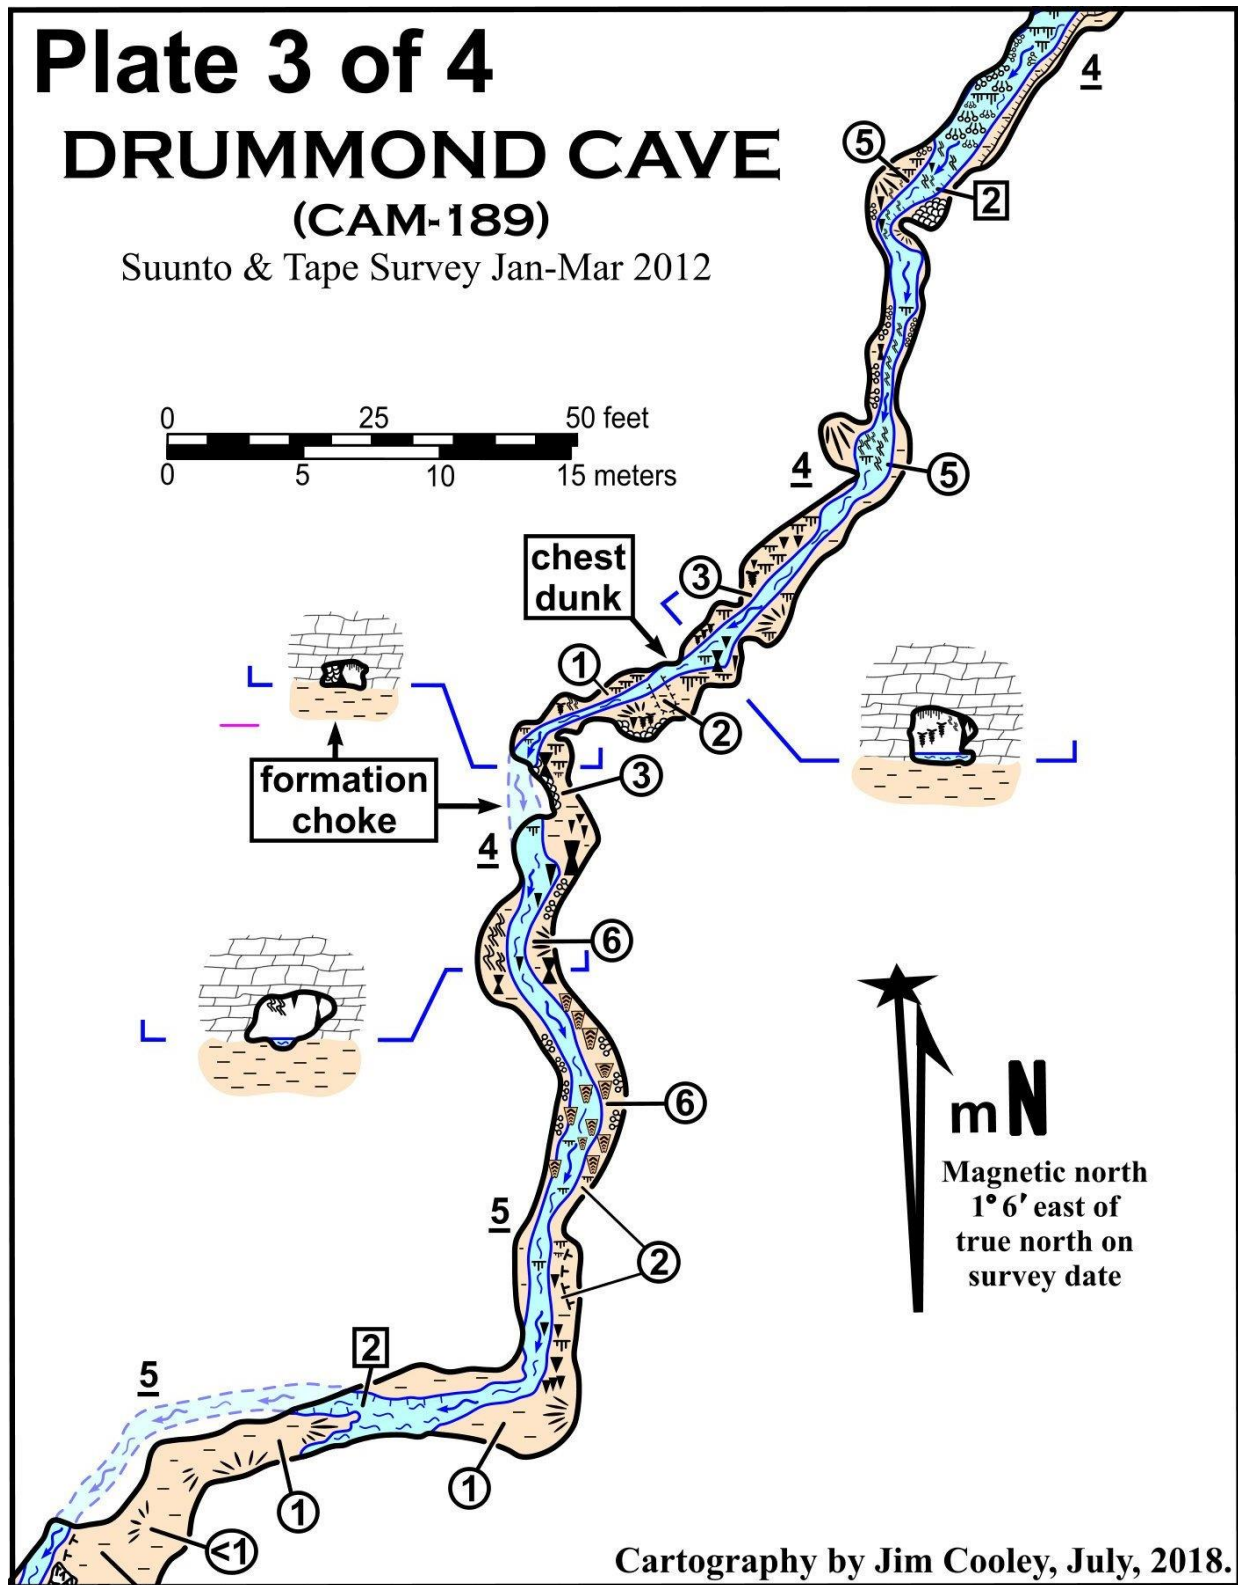 Plate 3 of 4
DRUMMOND CAVE
(CAM-189)
Suunto & Tape Survey Jan-Mar 2012
4
5
2
0 25 50 feet
0 5 10 15 meters
4
5
chest
dunk
3
1
2
formation
choke
3
4
6
6
mN
Magnetic north
1° 6′ east of
true north on
survey date
5
2
2
5
1
1
<1
Cartography by Jim Cooley, July, 2018.